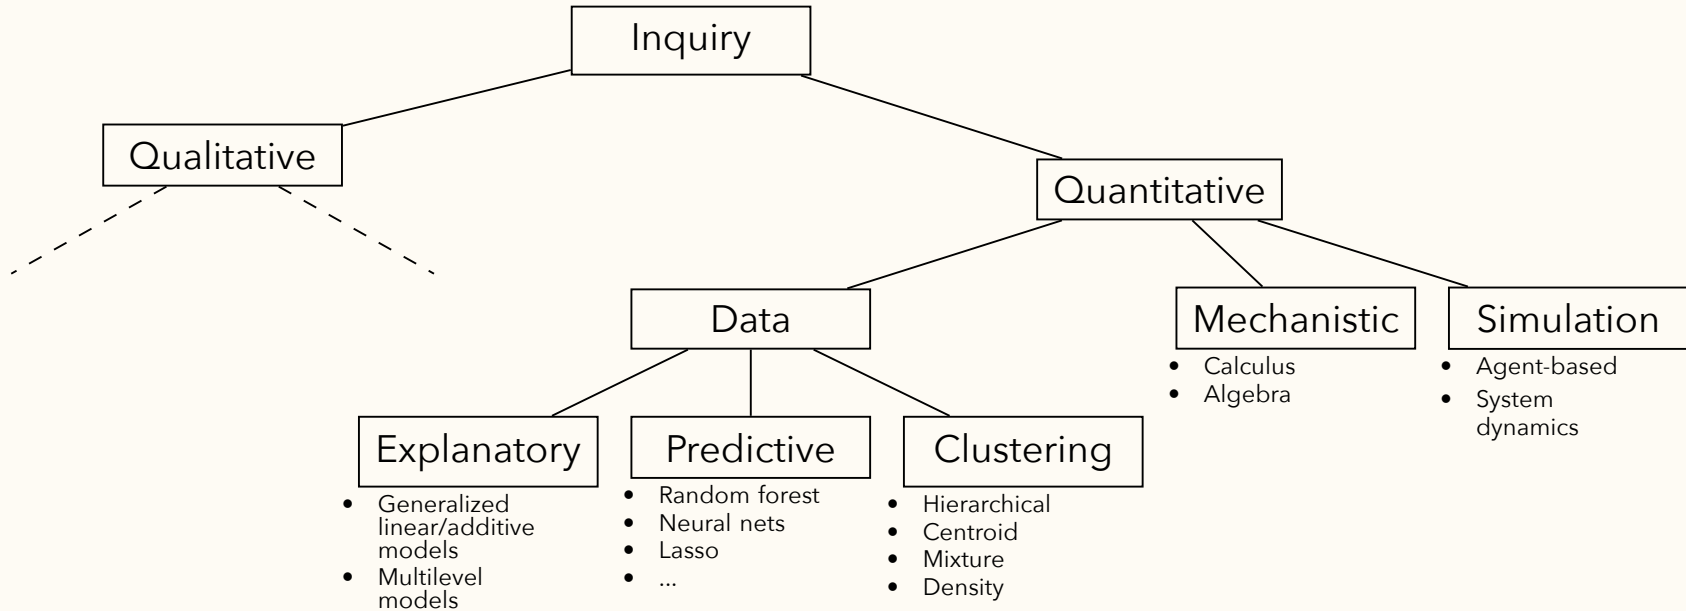 Inquiry
Qualitative
Quantitative
Data
Mechanistic
Simulation
• Calculus
• Algebra
• Agent-based
• System
dynamics
Explanatory
Predictive
Clustering
• Generalized
linear/additive
models
• Multilevel
models
• Random forest
• Neural nets
• Lasso
• ...
• Hierarchical
• Centroid
• Mixture
• Density